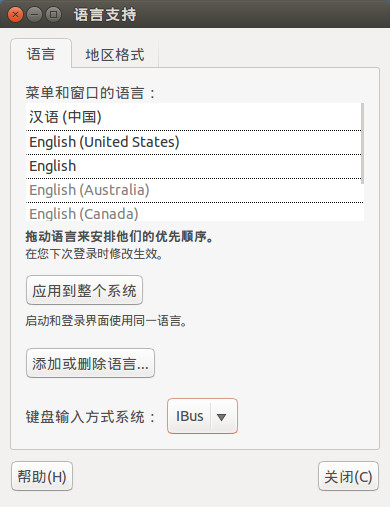 语言支持
语言 地区格式
菜单和窗口的语言：
汉语 (中国)
English (United States)
English
English (Australia)
English (Canada)
拖动语言来安排他们的优先顺序。
在您下次登录时修改生效。
应用到整个系统
启动和登录界面使用同一语言。
添加或删除语言...
键盘输入方式系统： IBus
帮助(H) 关闭(C)